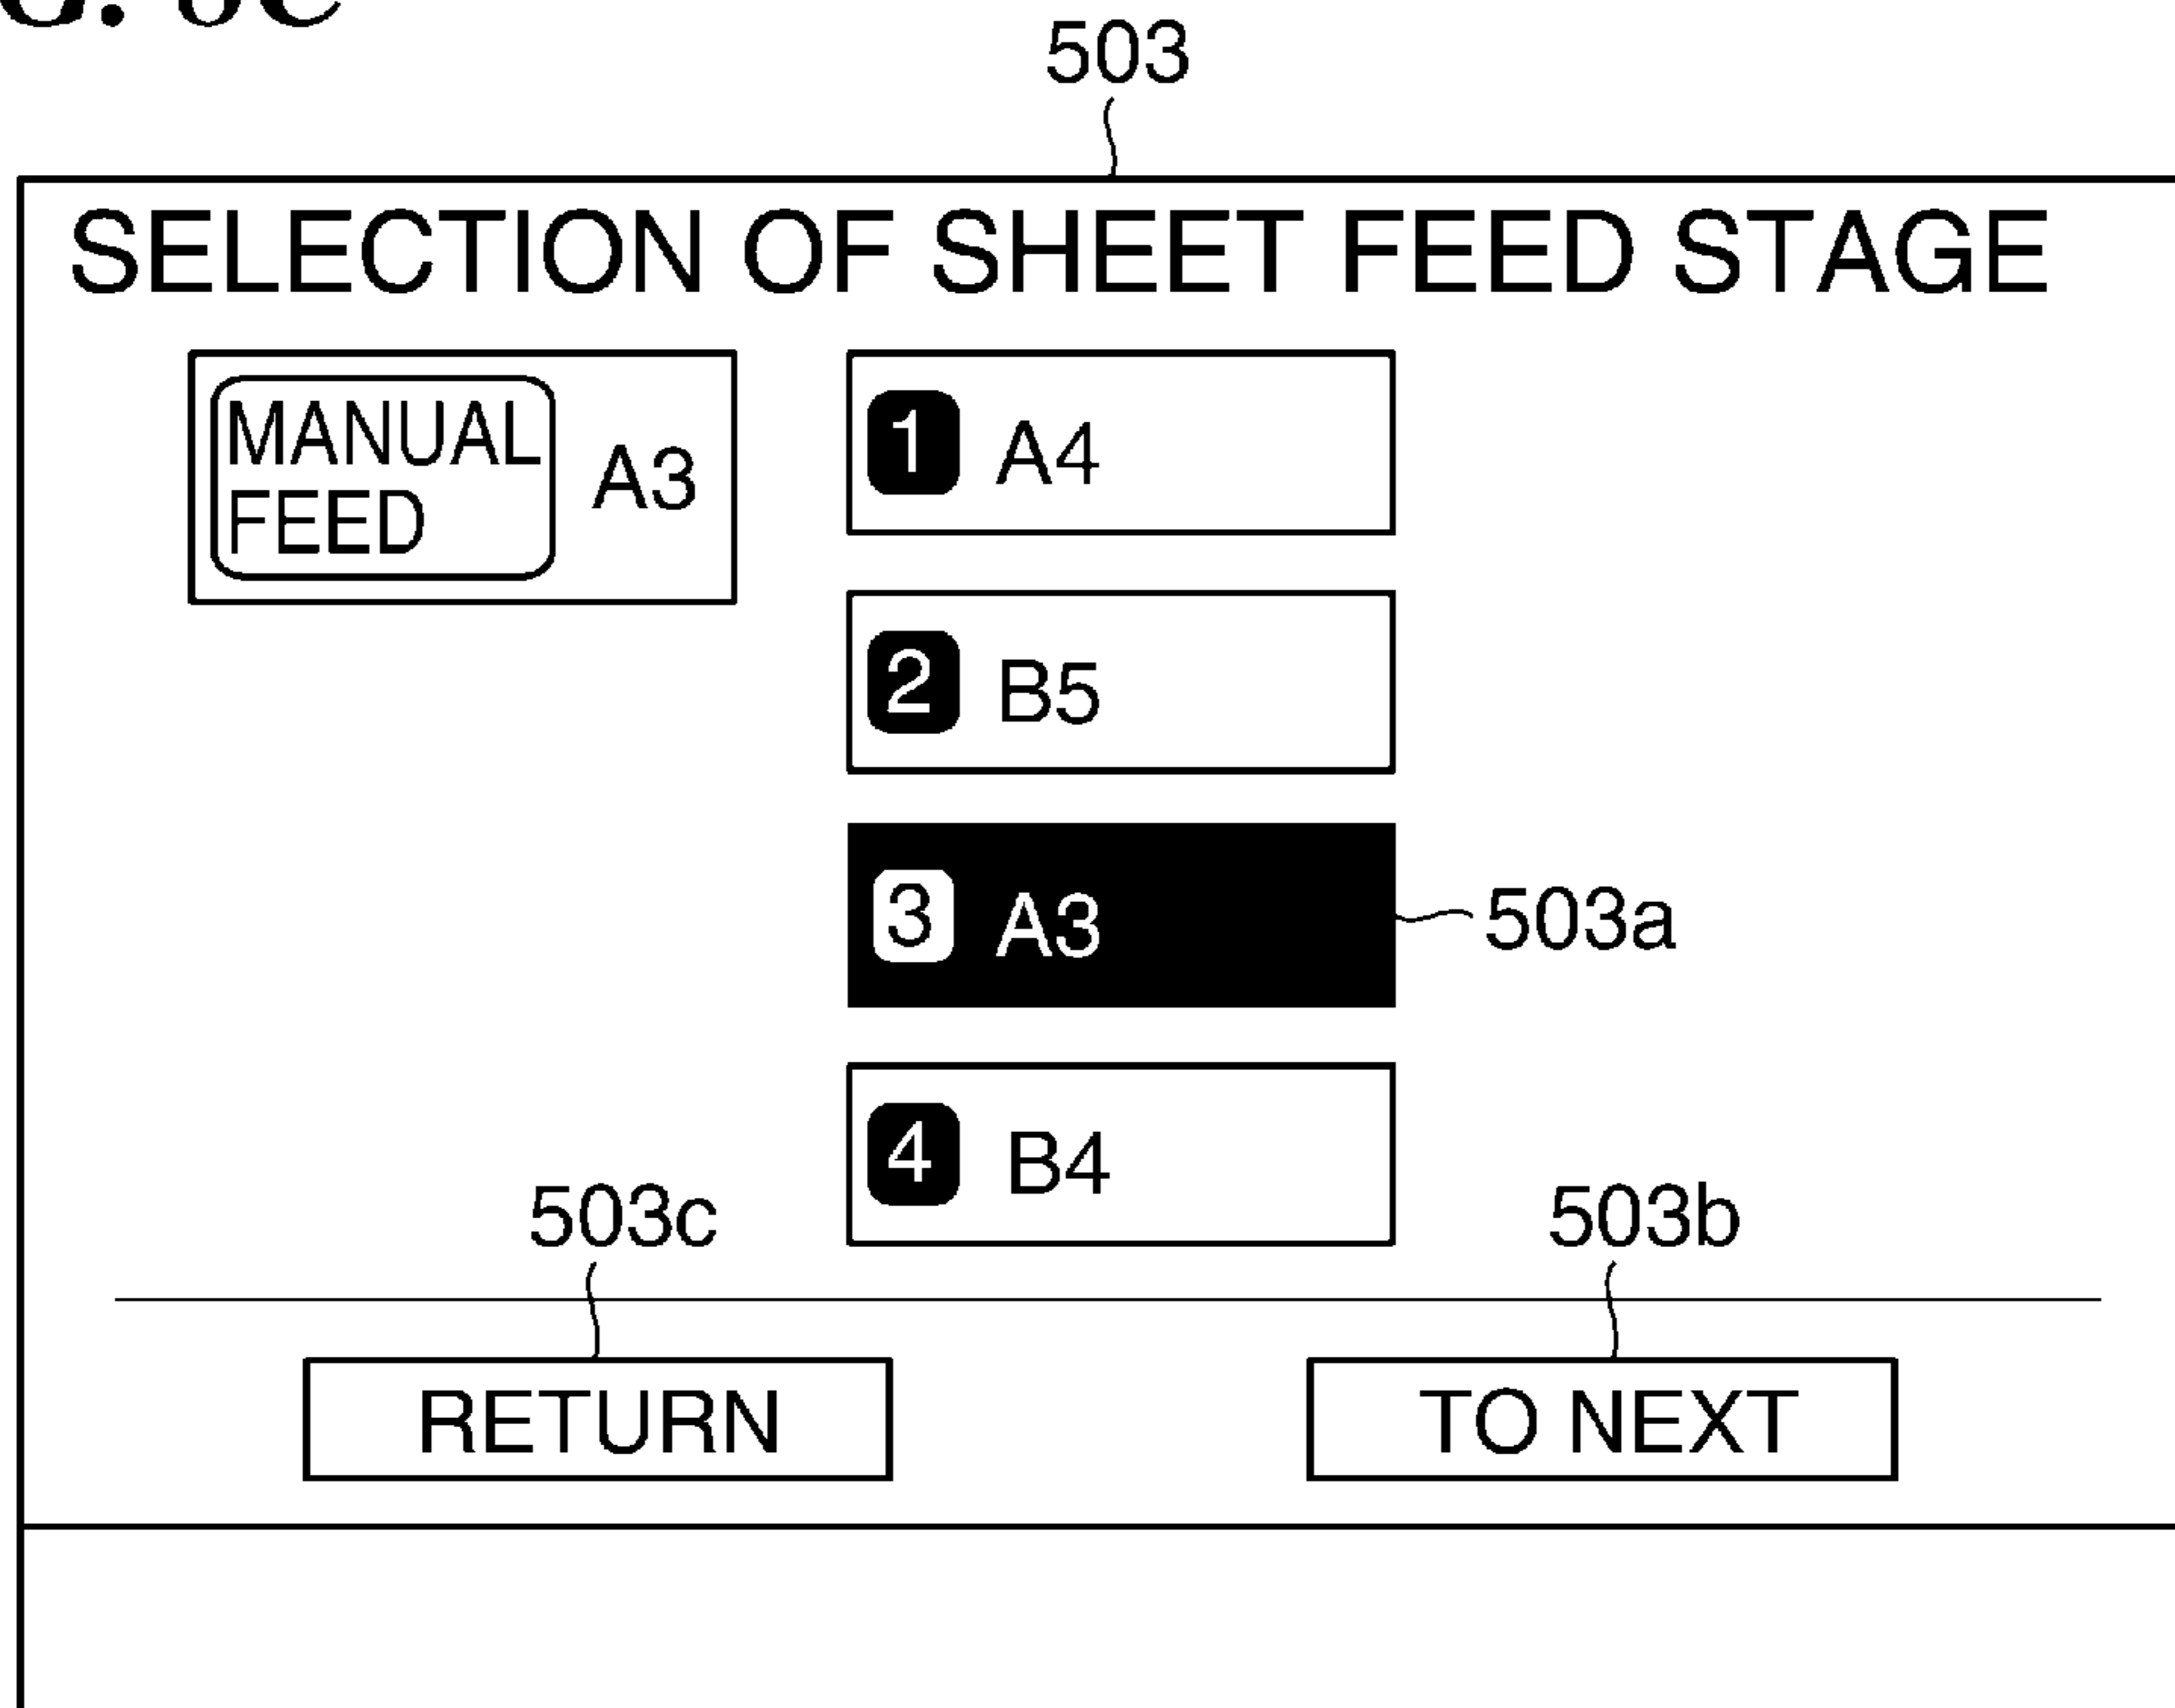 503
SELECTION OF SHEET FEED STAGE
MANUAL
FEED
A3
1 A4
2 B5
3 A3
503a
4 B4
503c
503b
RETURN
TO NEXT